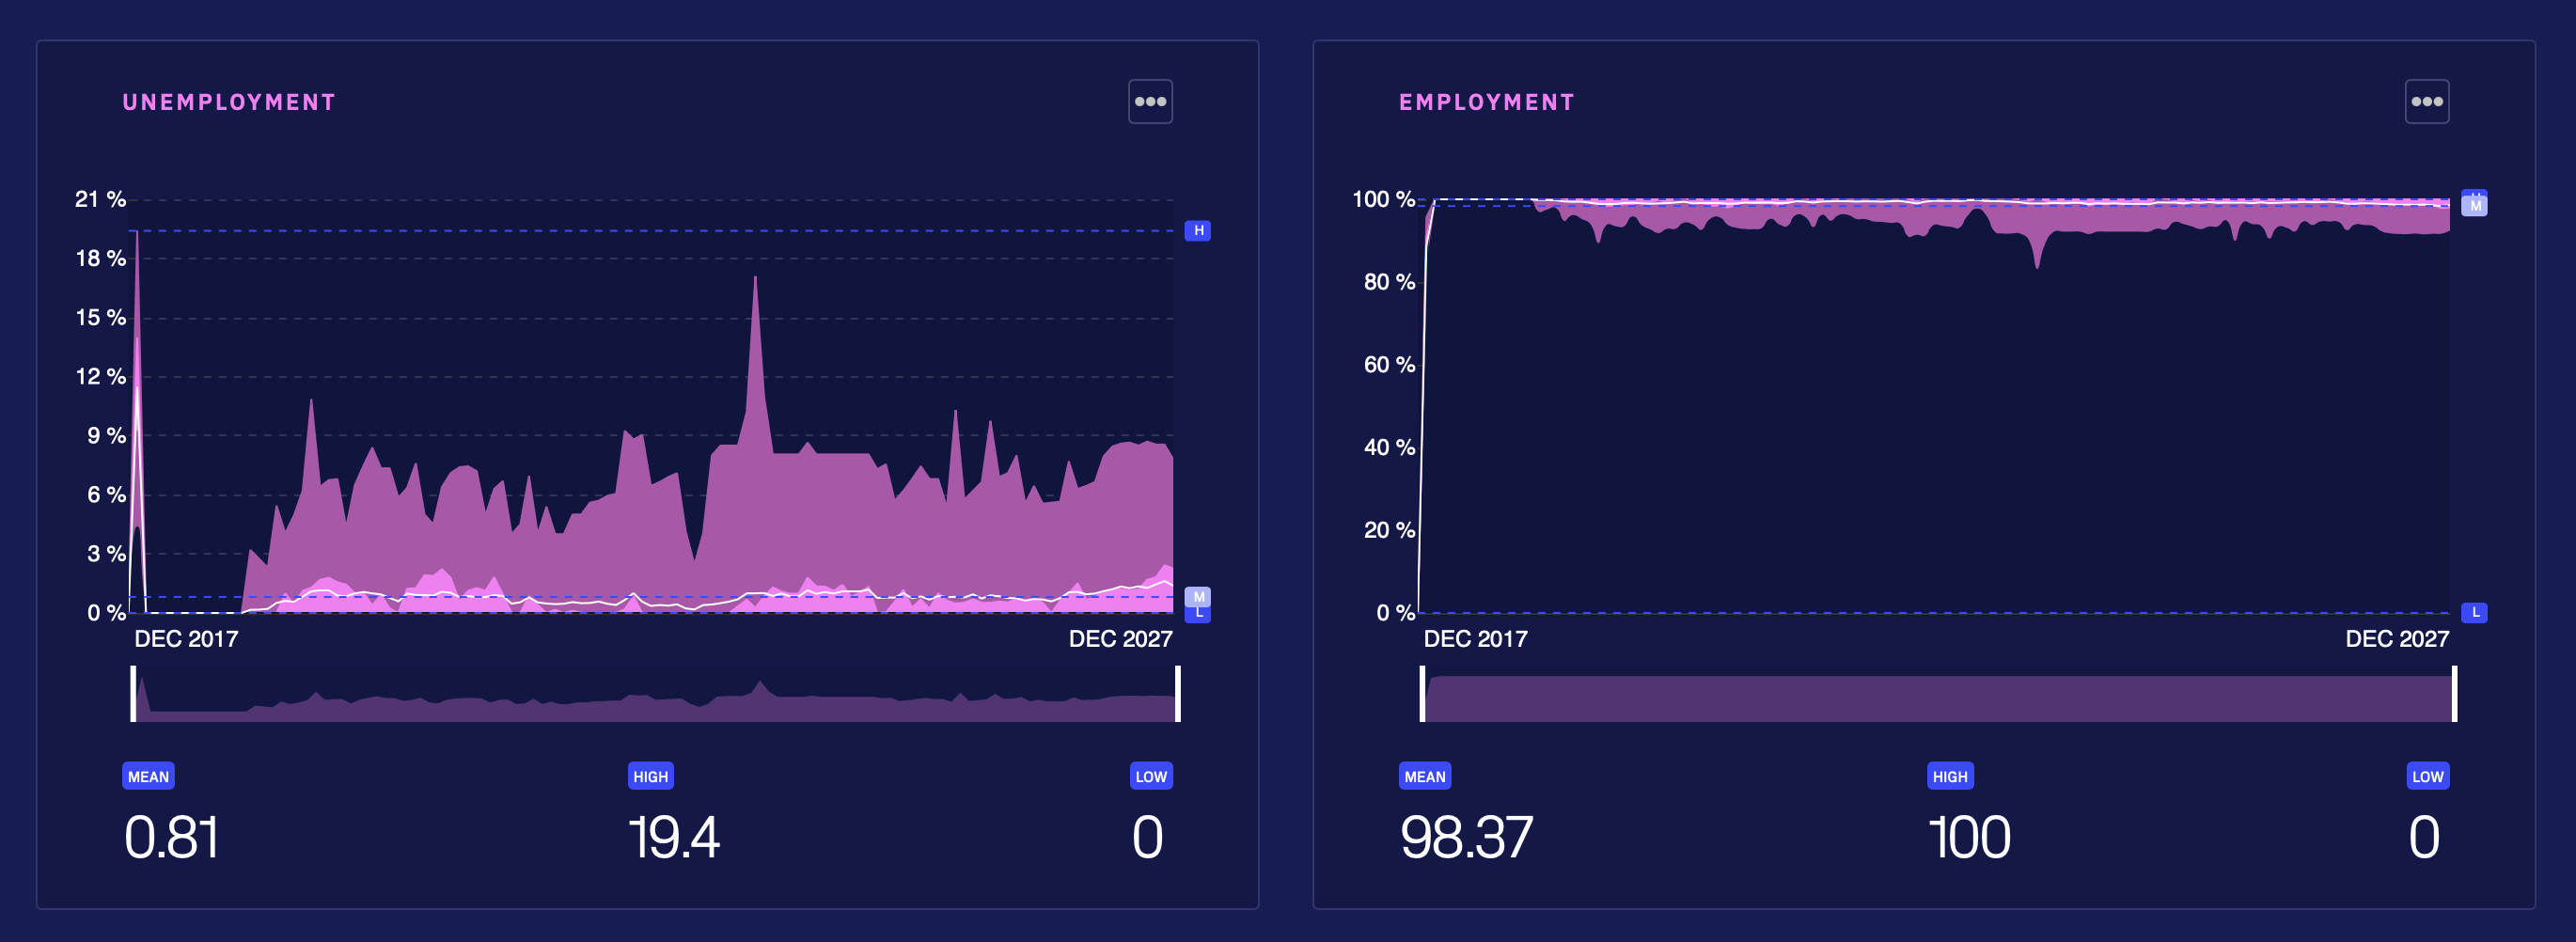 UNEMPLOYMENT
21 %
18 %
15 %
12 %
9 %
6 %
3 %
0 %
H
M
L
DEC 2017 DEC 2027
MEAN HIGH LOW
0.81 19.4 0
EMPLOYMENT
100 %
80 %
60 %
40 %
20 %
0 %
M
L
DEC 2017 DEC 2027
MEAN HIGH LOW
98.37 100 0